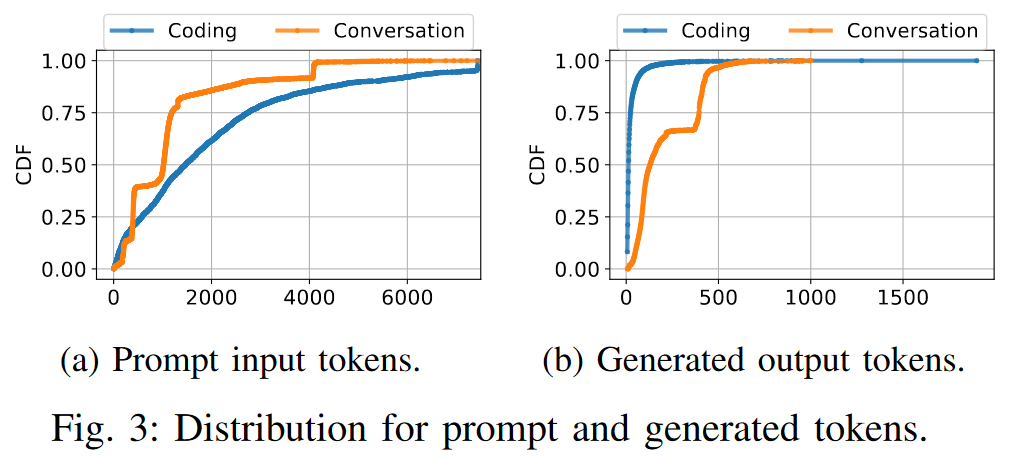 Coding Conversation
1.00
0.75
0.50
0.25
0.00
CDF
0 2000 4000 6000
(a) Prompt input tokens.
Coding Conversation
1.00
0.75
0.50
0.25
0.00
CDF
0 500 1000 1500
(b) Generated output tokens.
Fig. 3: Distribution for prompt and generated tokens.